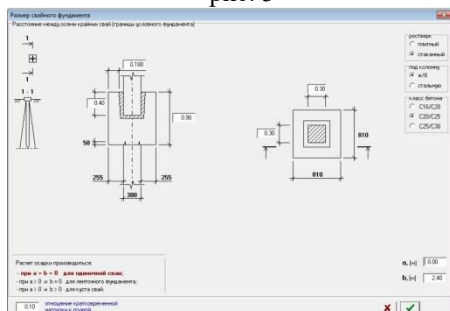 рис. 3
Размер свайного фундамента
Расстояние между осями крайних свай (границы условного фундамента)
1
1
1 - 1
0.180
0.40
0.90
50
255
255
300
0.30
0.30
810
810
ростверк
плитный
стаканный
под колонну
ж/б
стальную
класс бетона
C16/C20
C20/C25
C25/C30
Расчет осадки производиться:
- при a = b = 0 для одиночной сваи;
- при a > 0 и b = 0 для ленточного фундамента;
- при a > 0 и b > 0 для куста свай.
a, [м] 0.00
b, [м] 2.40
0.10 отношение кратковременной
нагрузки к полной